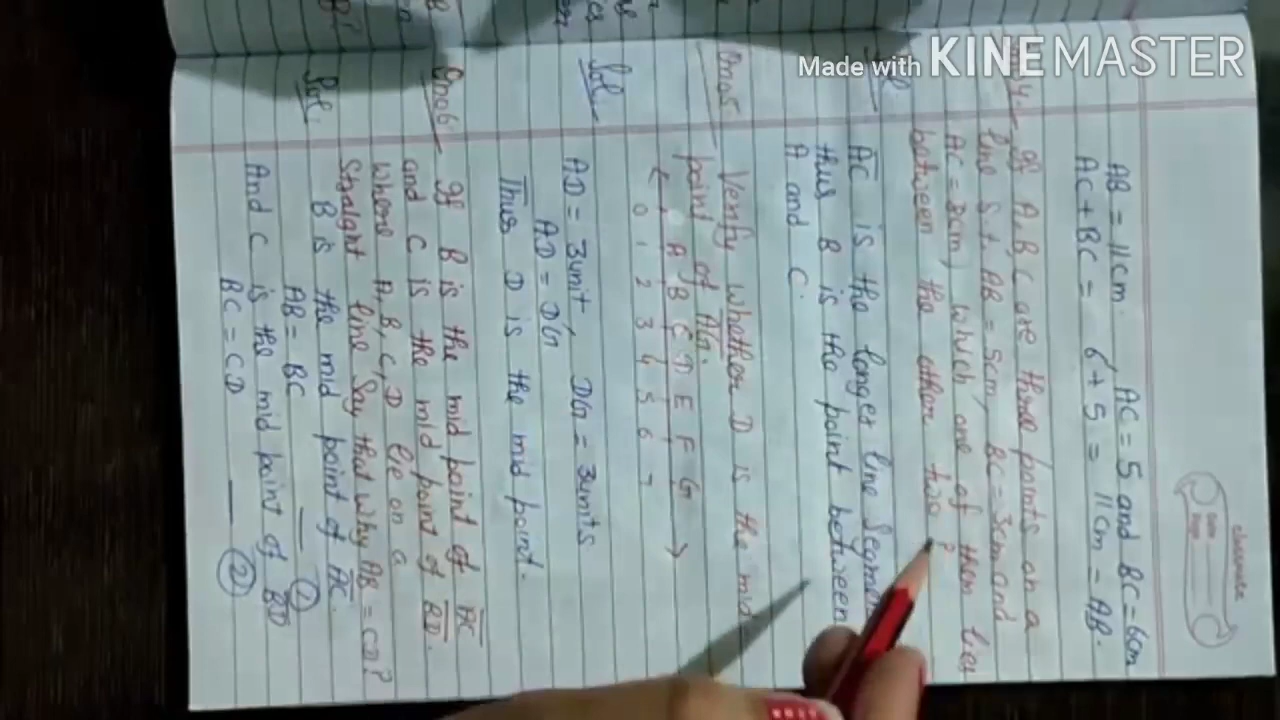 Made with KINEMASTER
classmate
Date
Page
AB = 11cm. AC = 5 and BC = 6cm
AC + BC = 6 + 5 = 11cm = AB.
If A, B, C are three points on a
line s.t. AB = 5cm, BC = 3cm and
AC = 8cm, which one of them lies
between the other two?
AC is the longer line Segmen
thus B is the point between
A and C.
Qno5 Verify whether D is the mid-
point of AG.
A B C D E F G
0 1 2 3 4 5 6 7
Sol. AD = 3unit, DG = 3units
AD = DG
Thus D is the mid point.
Qno6 If B is the mid point of AC
and C is the mid point of BD.
where A, B, C, D lie on a
Straight line Say that why AB = CD?
Sol. B is the mid point of AC.
AB = BC
And C is the mid point of BD
BC = CD — 2